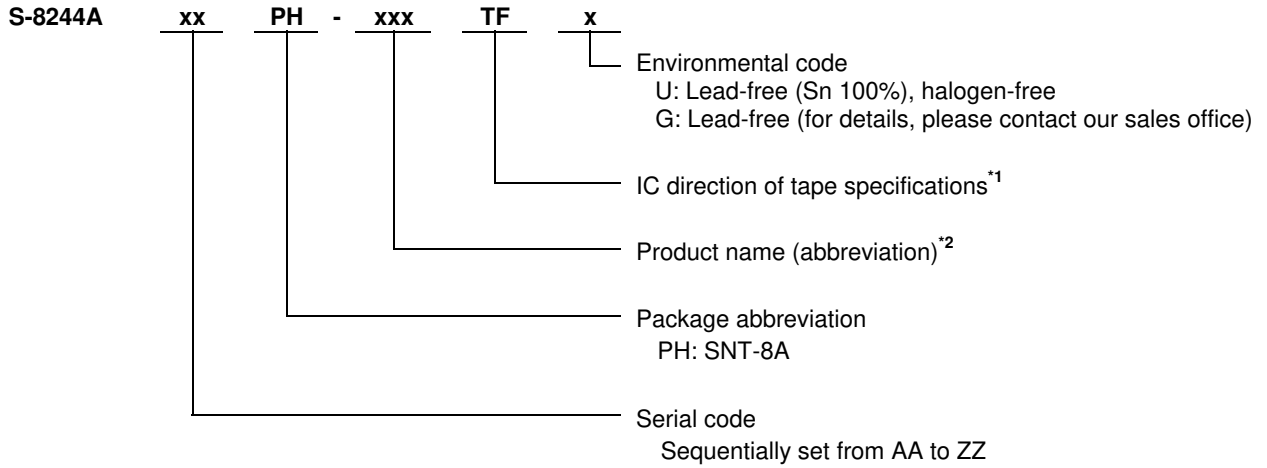 S-8244A xx PH - xxx TF x
Environmental code
U: Lead-free (Sn 100%), halogen-free
G: Lead-free (for details, please contact our sales office)
IC direction of tape specifications*1
Product name (abbreviation)*2
Package abbreviation
PH: SNT-8A
Serial code
Sequentially set from AA to ZZ